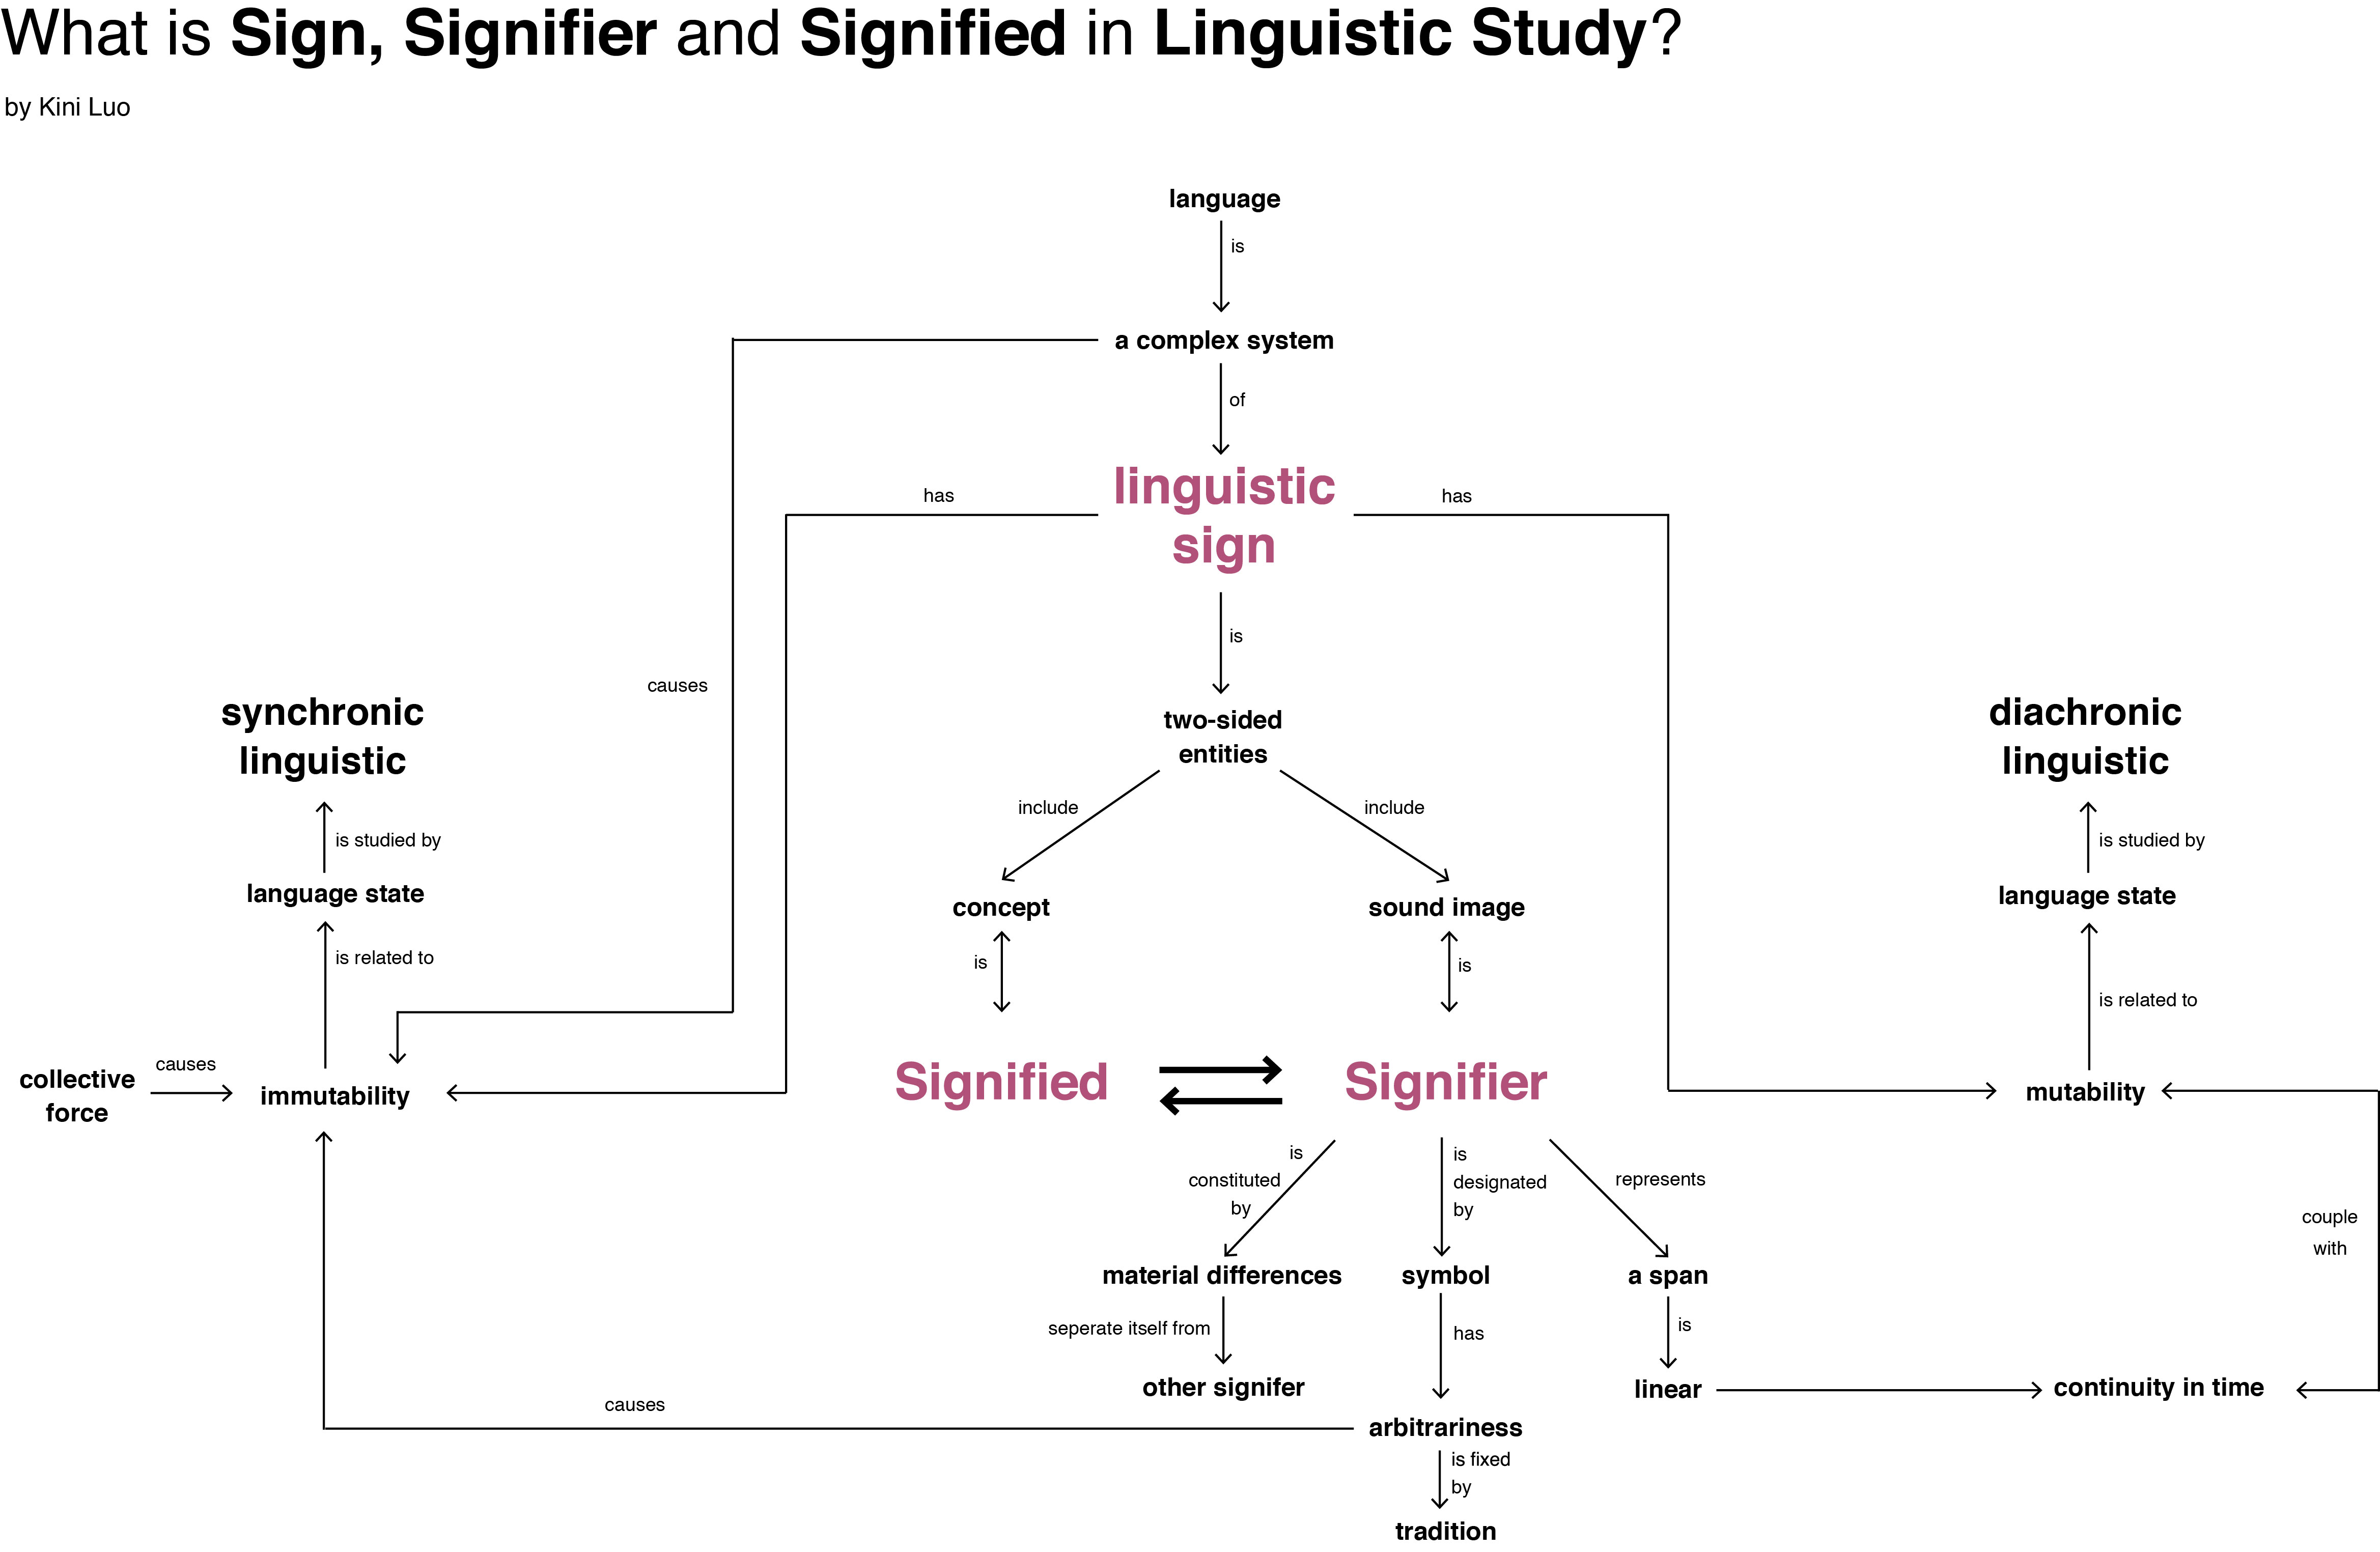 What is Sign, Signifier and Signified in Linguistic Study?
by Kini Luo
language
is
a complex system
of
linguistic
sign
has
has
is
causes
two-sided
entities
synchronic
linguistic
diachronic
linguistic
include
include
is studied by
is studied by
language state
language state
concept
sound image
is related to
is
is
is related to
collective
force
causes
immutability
Signified
Signifier
mutability
is
constituted
by
is
designated
by
represents
couple
with
material differences
symbol
a span
seperate itself from
has
is
other signifer
linear
continuity in time
causes
arbitrariness
is fixed
by
tradition